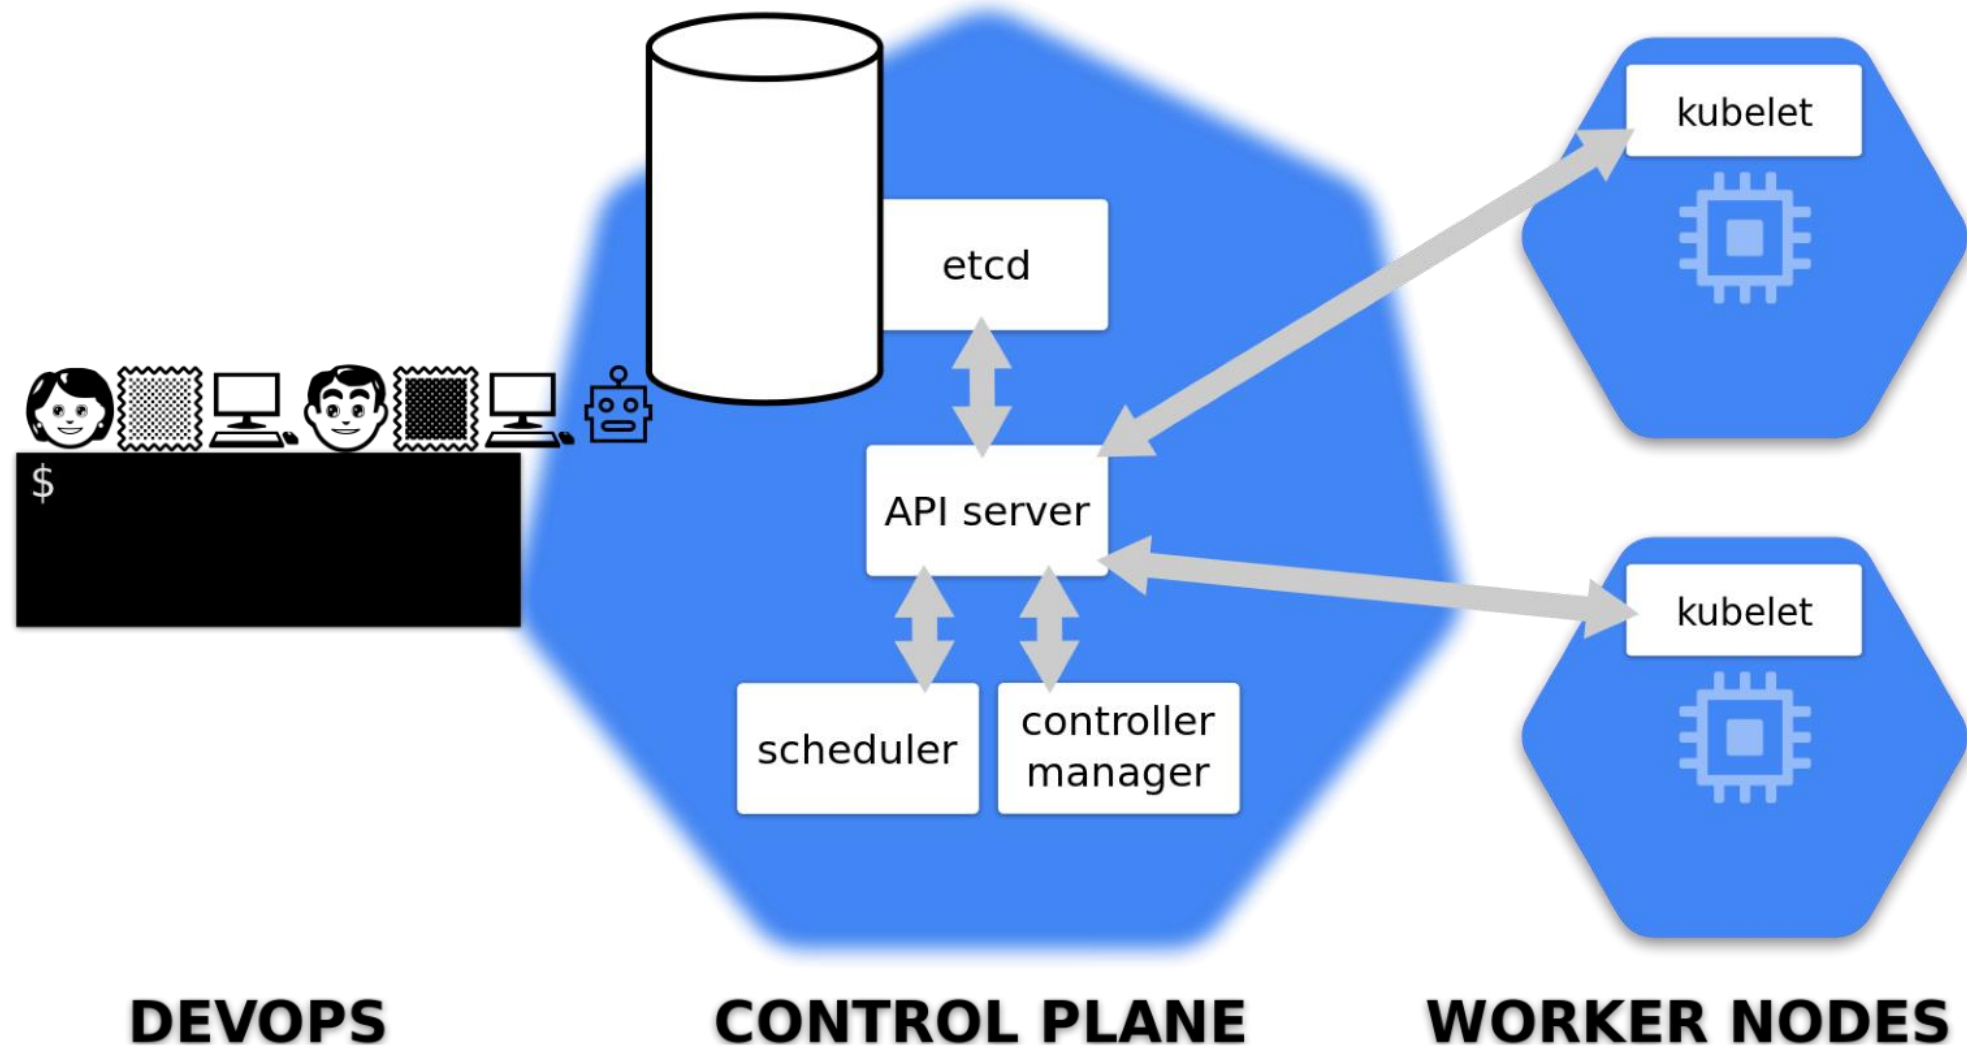 kubelet
etcd
$
API server
kubelet
scheduler
controller
manager
DEVOPS
CONTROL PLANE
WORKER NODES